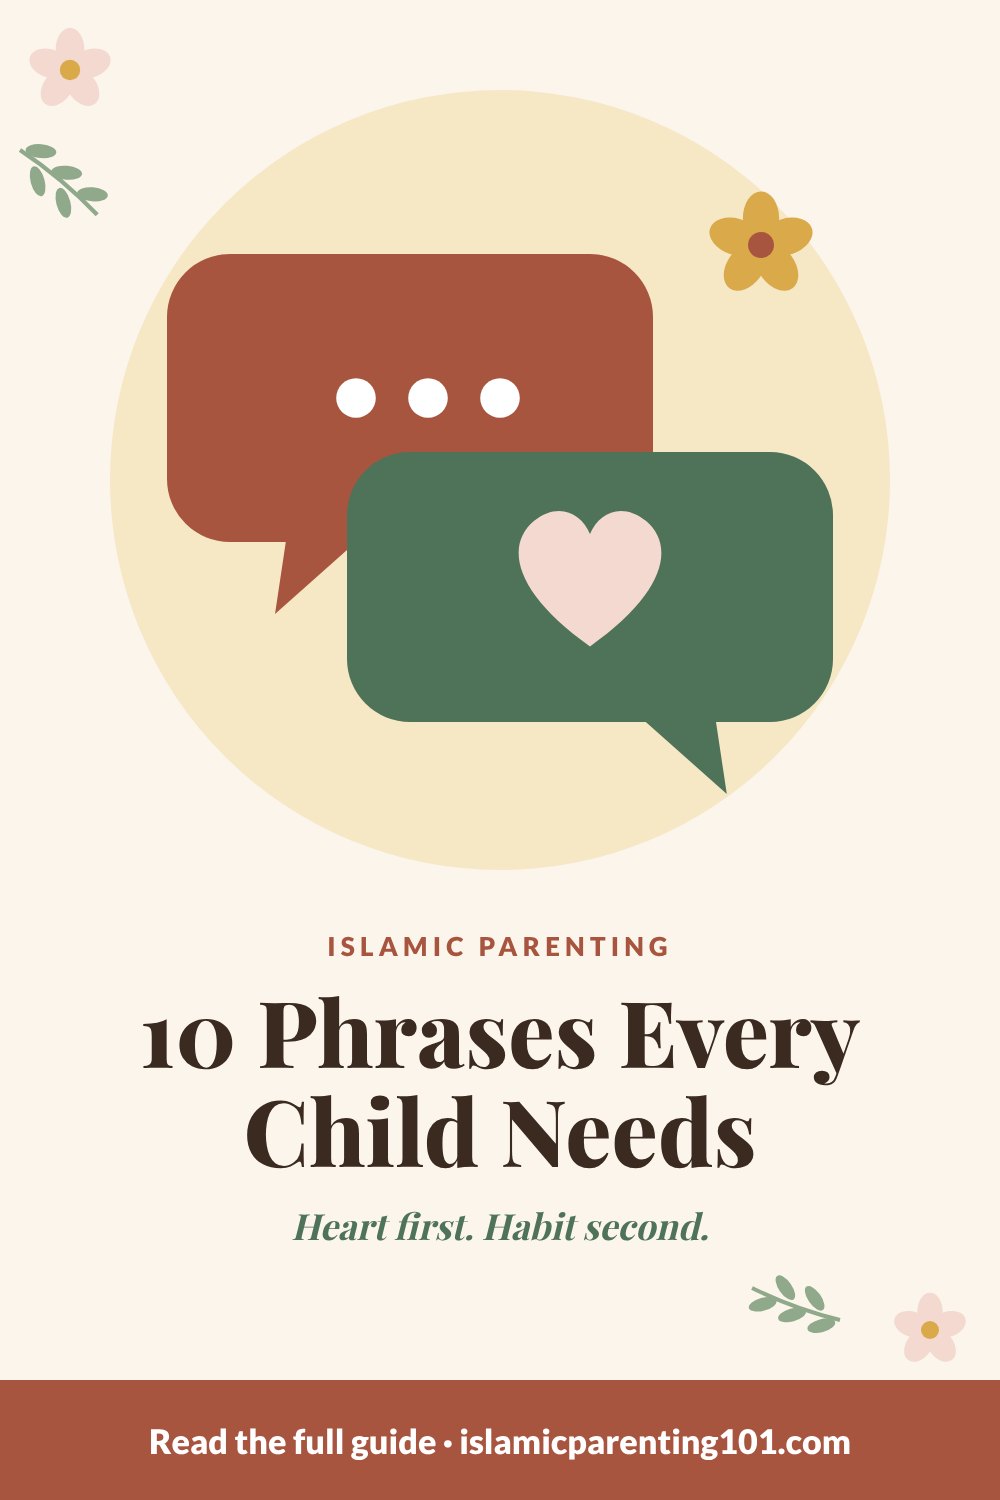 ISLAMIC PARENTING
10 Phrases Every
Child Needs
Heart first. Habit second.
Read the full guide · islamicparenting101.com